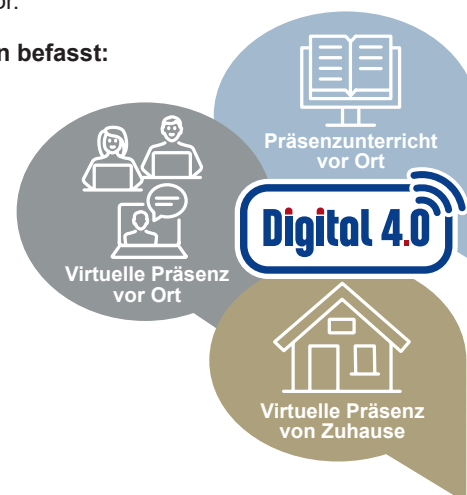 or.
n befasst:
Präsenzunterricht
vor Ort
Digital 4.0
Virtuelle Präsenz
vor Ort
Virtuelle Präsenz
von Zuhause